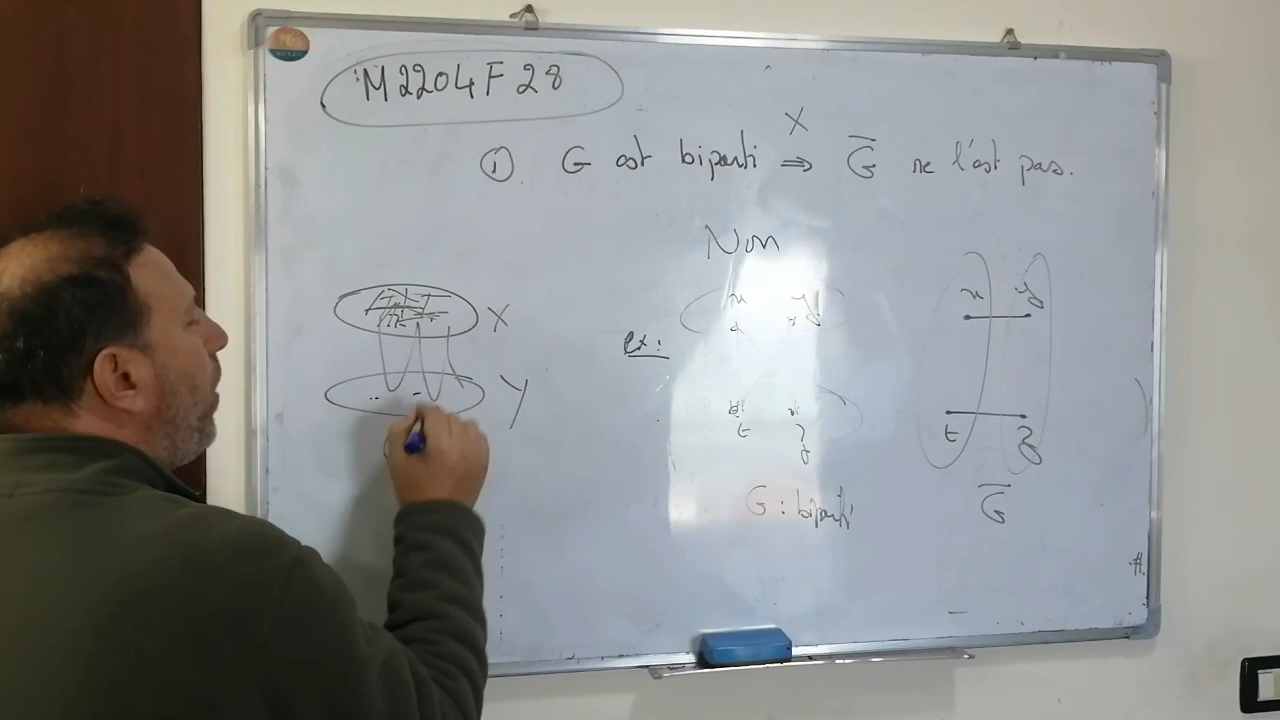 M2204F28
X
① G est biparti ⇒ G̅ ne l'est pas.
Non
X
Y
ex:
x y
t z
G : biparti
x y
t z
G̅